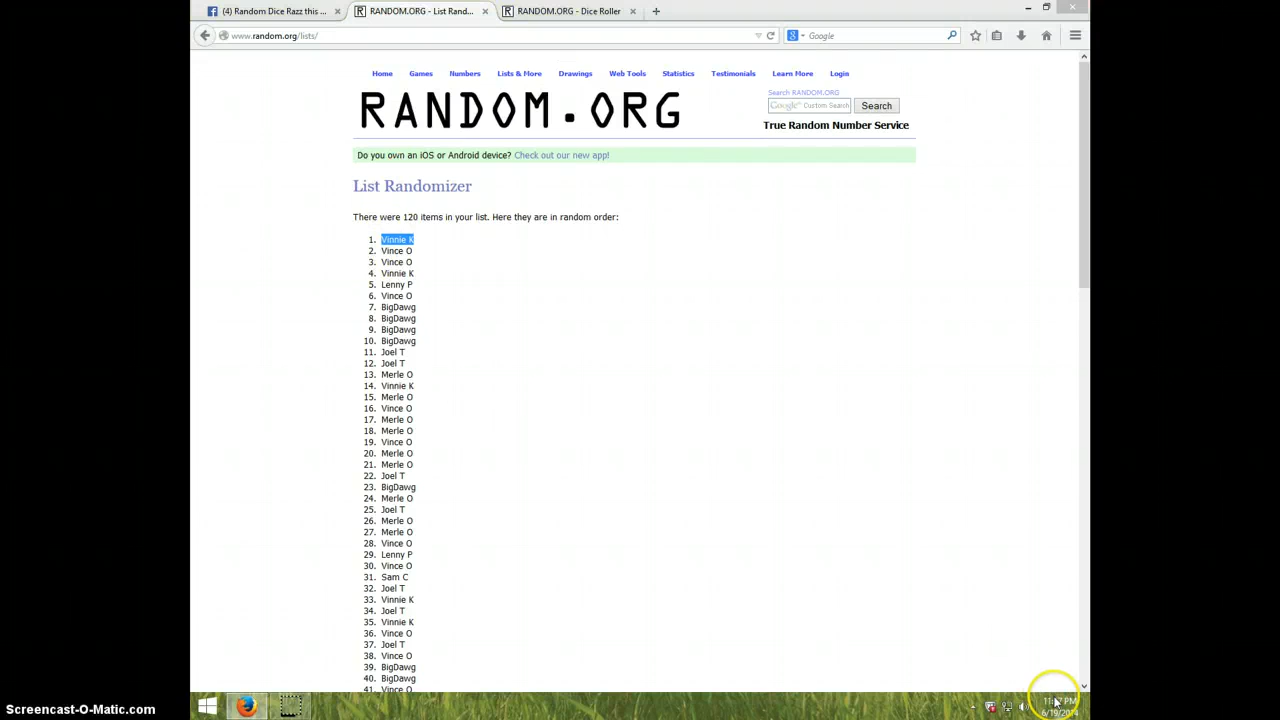 (4) Random Dice Razz this ...
RANDOM.ORG - List Rand...
RANDOM.ORG - Dice Roller
www.random.org/lists/
Google
Home Games Numbers Lists & More Drawings Web Tools Statistics Testimonials Learn More Login
Search RANDOM.ORG
RANDOM.ORG
Google Custom Search
Search
True Random Number Service
Do you own an iOS or Android device? Check out our new app!
List Randomizer
There were 120 items in your list. Here they are in random order:
1. Vinnie K
2. Vince O
3. Vince O
4. Vinnie K
5. Lenny P
6. Vince O
7. BigDawg
8. BigDawg
9. BigDawg
10. BigDawg
11. Joel T
12. Joel T
13. Merle O
14. Vinnie K
15. Merle O
16. Vince O
17. Merle O
18. Merle O
19. Vince O
20. Merle O
21. Merle O
22. Joel T
23. BigDawg
24. Merle O
25. Joel T
26. Merle O
27. Merle O
28. Vince O
29. Lenny P
30. Vince O
31. Sam C
32. Joel T
33. Vinnie K
34. Joel T
35. Vinnie K
36. Vince O
37. Joel T
38. Vince O
39. BigDawg
40. BigDawg
41. Vince O
PM
6/19/2014
Screencast-O-Matic.com